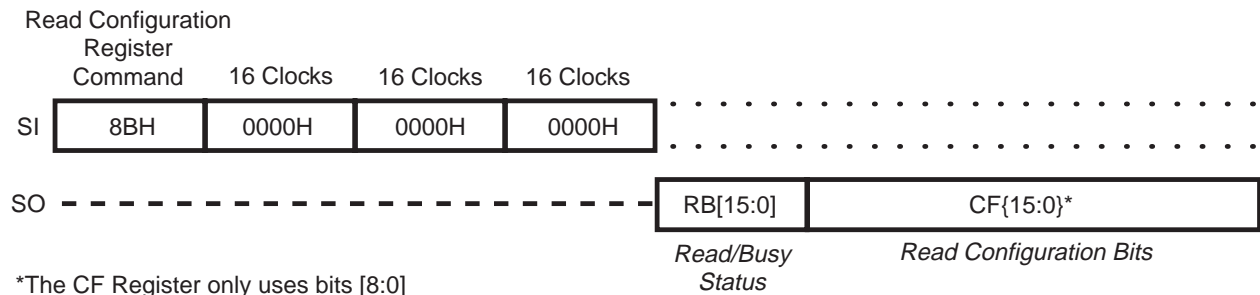 Read Configuration
Register
Command 16 Clocks 16 Clocks 16 Clocks
SI 8BH 0000H 0000H 0000H
SO RB[15:0] CF{15:0}*
Read/Busy Read Configuration Bits
Status
*The CF Register only uses bits [8:0]